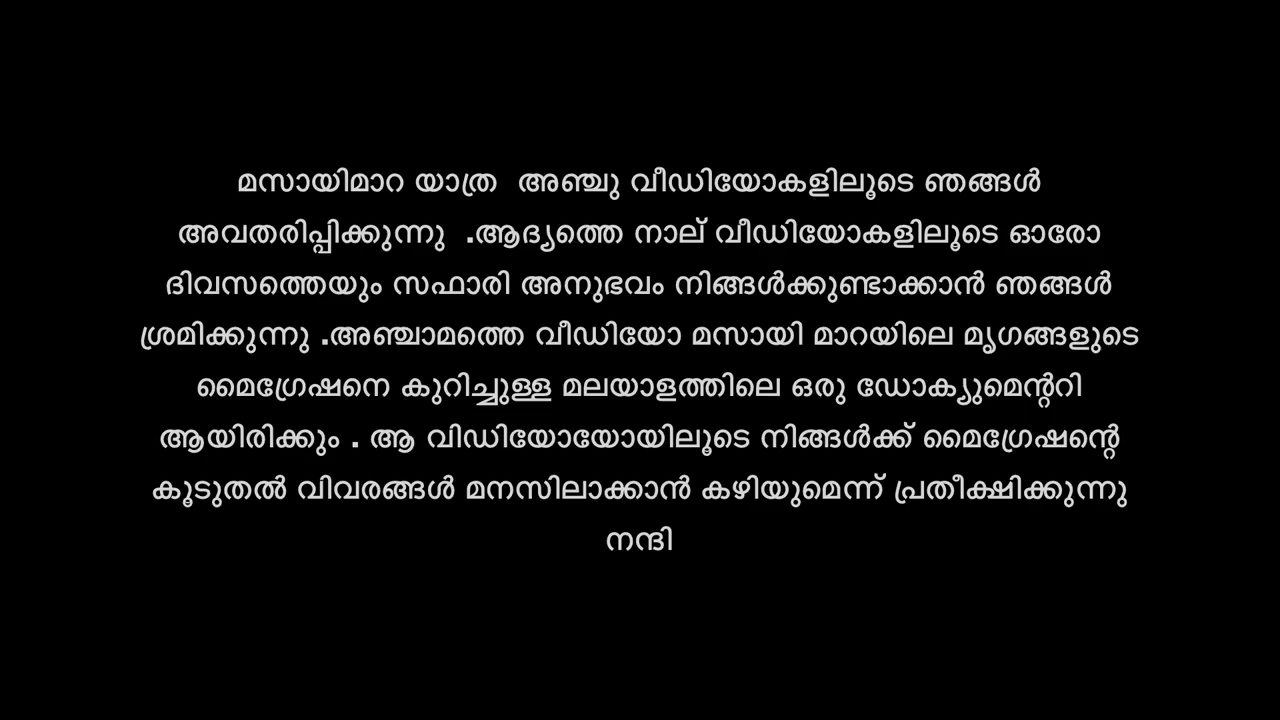 മസായിമാറ യാത്ര  അഞ്ചു വീഡിയോകളിലൂടെ ഞങ്ങൾ
അവതരിപ്പിക്കുന്നു  .ആദ്യത്തെ നാല് വീഡിയോകളിലൂടെ ഓരോ
ദിവസത്തെയും സഫാരി അനുഭവം നിങ്ങൾക്കുണ്ടാക്കാൻ ഞങ്ങൾ
ശ്രമിക്കുന്നു .അഞ്ചാമത്തെ വീഡിയോ മസായി മാറയിലെ മൃഗങ്ങളുടെ
മൈഗ്രേഷനെ കുറിച്ചുള്ള മലയാളത്തിലെ ഒരു ഡോക്യുമെന്ററി
ആയിരിക്കും . ആ വിഡിയോയോയിലൂടെ നിങ്ങൾക്ക് മൈഗ്രേഷന്റെ
കൂടുതൽ വിവരങ്ങൾ മനസിലാക്കാൻ കഴിയുമെന്ന് പ്രതീക്ഷിക്കുന്നു
നന്ദി